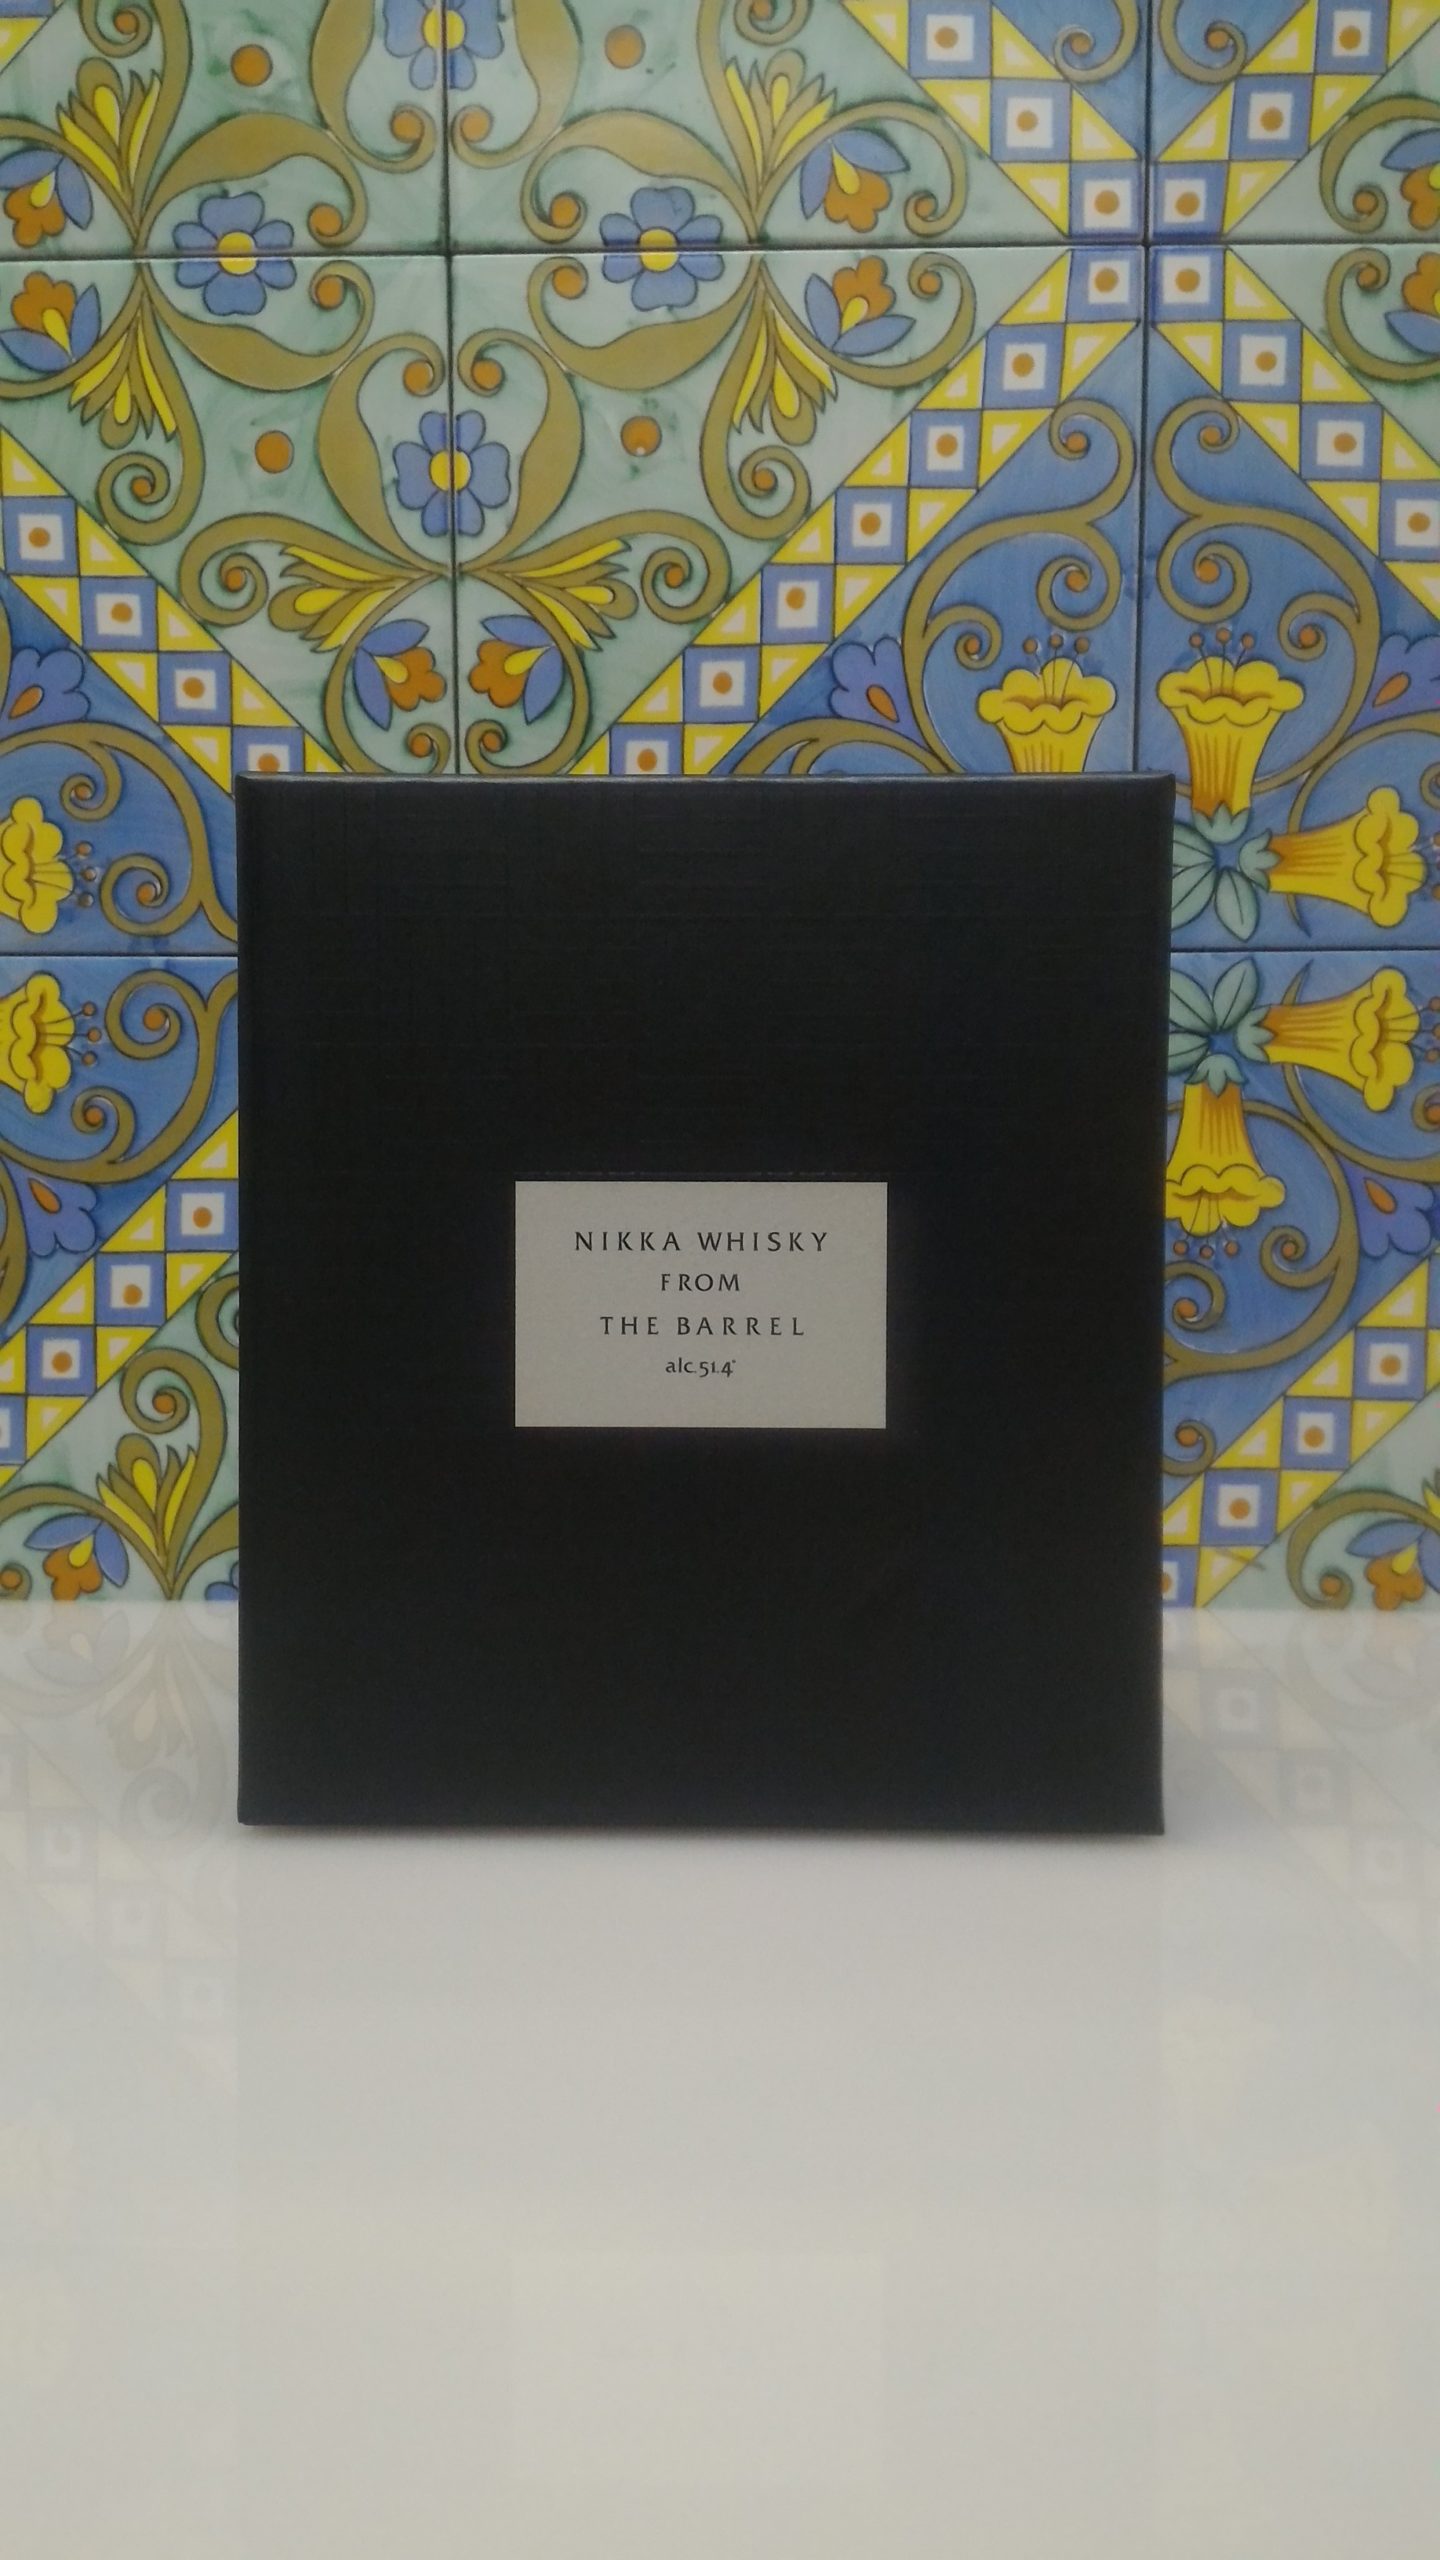 NIKKA WHISKY
FROM
THE BARREL
alc.51.4°